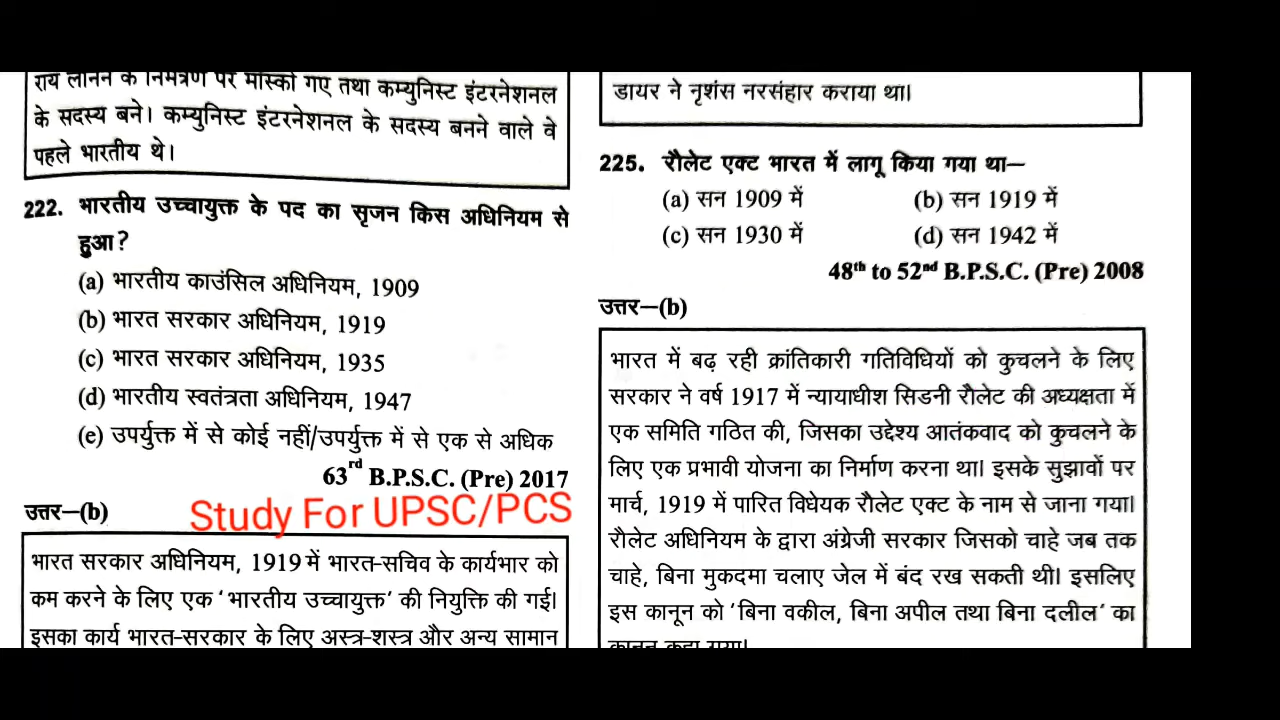 राय लेनिन के निमंत्रण पर मॉस्को गए तथा कम्युनिस्ट इंटरनेशनल
के सदस्य बने। कम्युनिस्ट इंटरनेशनल के सदस्य बनने वाले वे
पहले भारतीय थे।
222. भारतीय उच्चायुक्त के पद का सृजन किस अधिनियम से
हुआ?
(a) भारतीय काउंसिल अधिनियम, 1909
(b) भारत सरकार अधिनियम, 1919
(c) भारत सरकार अधिनियम, 1935
(d) भारतीय स्वतंत्रता अधिनियम, 1947
(e) उपर्युक्त में से कोई नहीं/उपर्युक्त में से एक से अधिक
63rd B.P.S.C. (Pre) 2017
उत्तर–(b)
Study For UPSC/PCS
भारत सरकार अधिनियम, 1919 में भारत-सचिव के कार्यभार को
कम करने के लिए एक 'भारतीय उच्चायुक्त' की नियुक्ति की गई।
इसका कार्य भारत-सरकार के लिए अस्त्र-शस्त्र और अन्य सामान
डायर ने नृशंस नरसंहार कराया था।
225. रौलेट एक्ट भारत में लागू किया गया था–
(a) सन 1909 में (b) सन 1919 में
(c) सन 1930 में (d) सन 1942 में
48th to 52nd B.P.S.C. (Pre) 2008
उत्तर–(b)
भारत में बढ़ रही क्रांतिकारी गतिविधियों को कुचलने के लिए
सरकार ने वर्ष 1917 में न्यायाधीश सिडनी रौलेट की अध्यक्षता में
एक समिति गठित की, जिसका उद्देश्य आतंकवाद को कुचलने के
लिए एक प्रभावी योजना का निर्माण करना था। इसके सुझावों पर
मार्च, 1919 में पारित विधेयक रौलेट एक्ट के नाम से जाना गया।
रौलेट अधिनियम के द्वारा अंग्रेजी सरकार जिसको चाहे जब तक
चाहे, बिना मुकदमा चलाए जेल में बंद रख सकती थी। इसलिए
इस कानून को 'बिना वकील, बिना अपील तथा बिना दलील' का
कानून कहा गया।